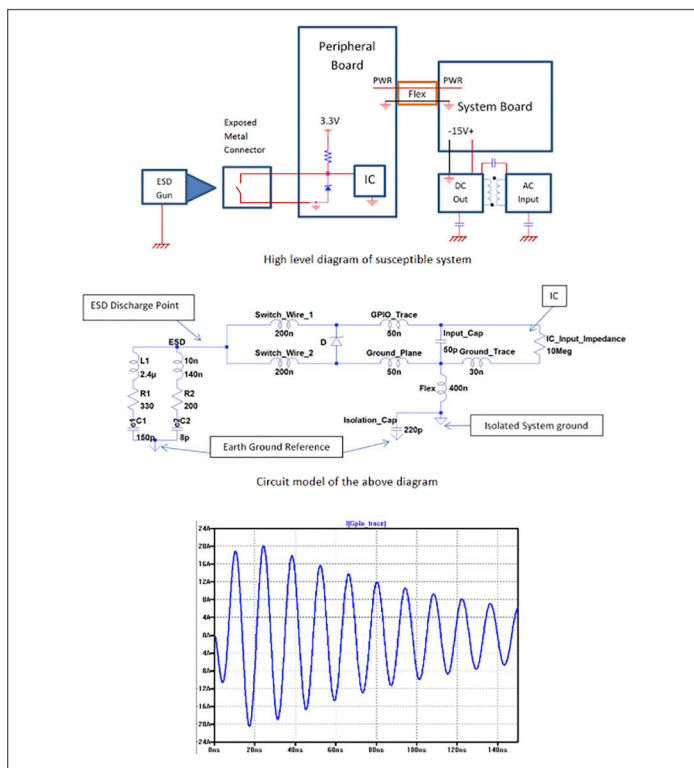 Peripheral
Board
PWR
PWR
Flex
System Board
3.3V
Exposed
Metal
Connector
-15V+
ESD
Gun
IC
DC
Out
AC
Input
High level diagram of susceptible system
ESD Discharge Point
IC
Switch_Wire_1
GPIO_Trace
200n
50n
ESD
Input_Cap
L1
10n
Switch_Wire_2
D
Ground_Plane
50p
Ground_Trace
IC_Input_Impedance
2.4µ
140n
200n
50n
30n
10Meg
R1
R2
Flex
400n
330
200
C1
C2
Isolation_Cap
150p
8p
220p
Earth Ground Reference
Isolated System ground
Circuit model of the above diagram
I(Gpio_trace)
24A
20A
16A
12A
8A
4A
0A
-4A
-8A
-12A
-16A
-20A
-24A
0ns 20ns 40ns 60ns 80ns 100ns 120ns 140ns